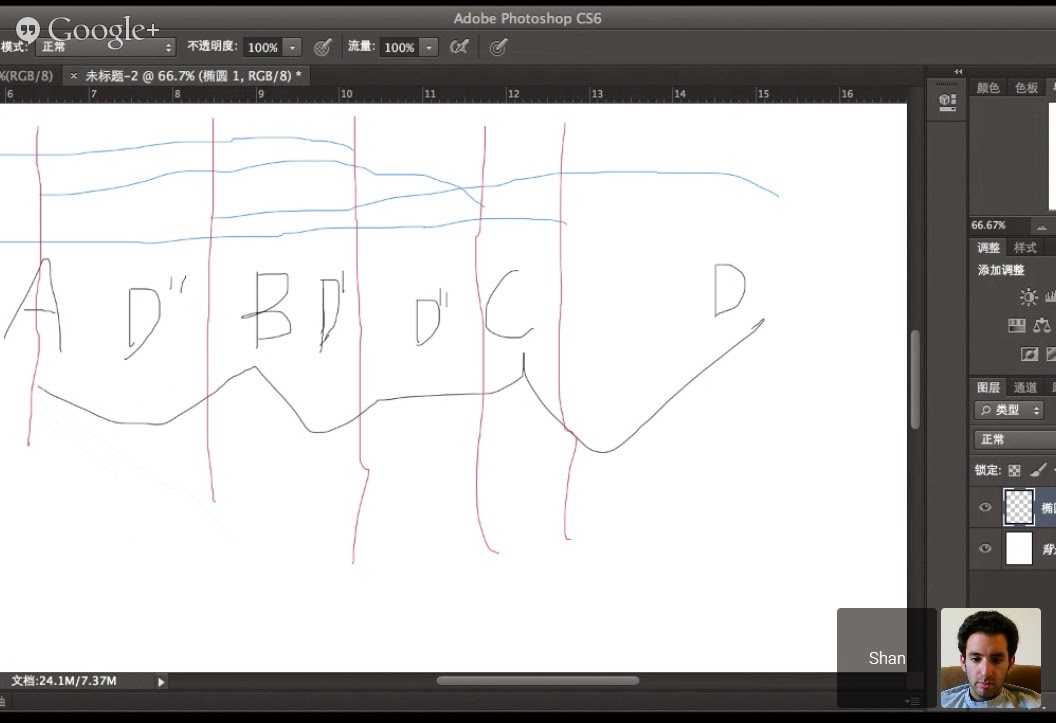 Adobe Photoshop CS6
Google+
模式: 正常 不透明度: 100% 流量: 100%
%(RGB/8) × 未标题-2 @ 66.7% (椭圆 1, RGB/8) *
6 7 8 9 10 11 12 13 14 15 16
颜色 色板
66.67%
调整 样式
添加调整
A D" B D' D" C D
图层 通道
类型
正常
锁定:
椭
背
Shan
文档:24.1M/7.37M